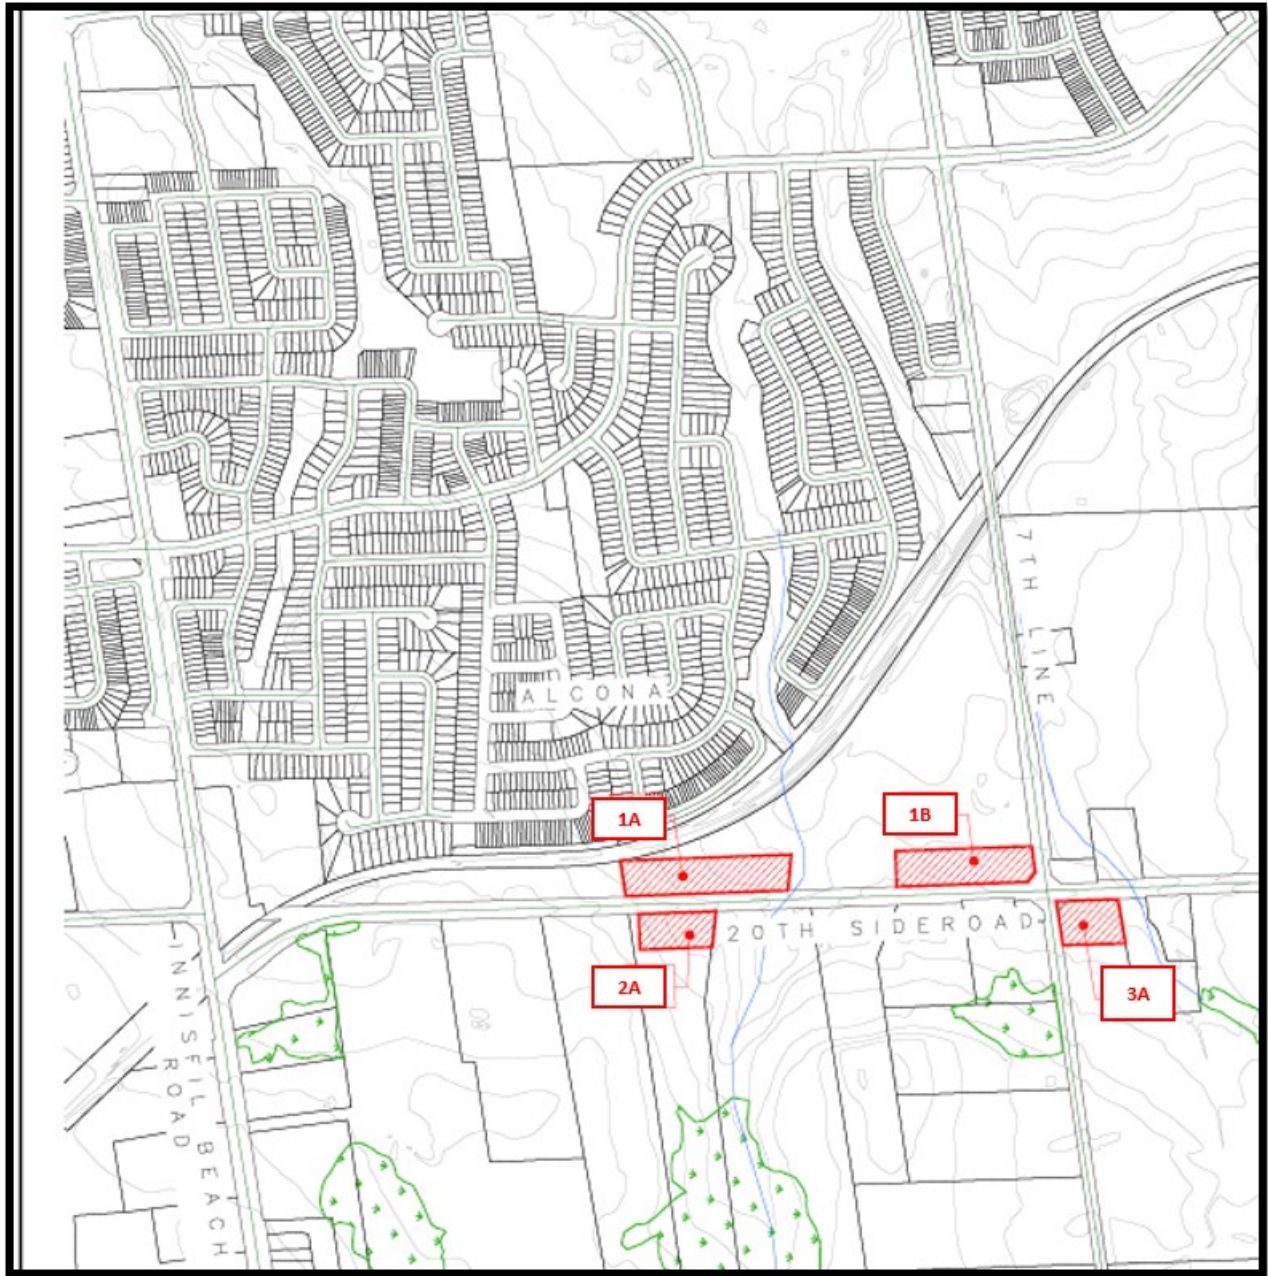 7TH LINE
ALCONA
1A
1B
20TH SIDEROAD
2A
3A
INNISFIL BEACH
ROAD